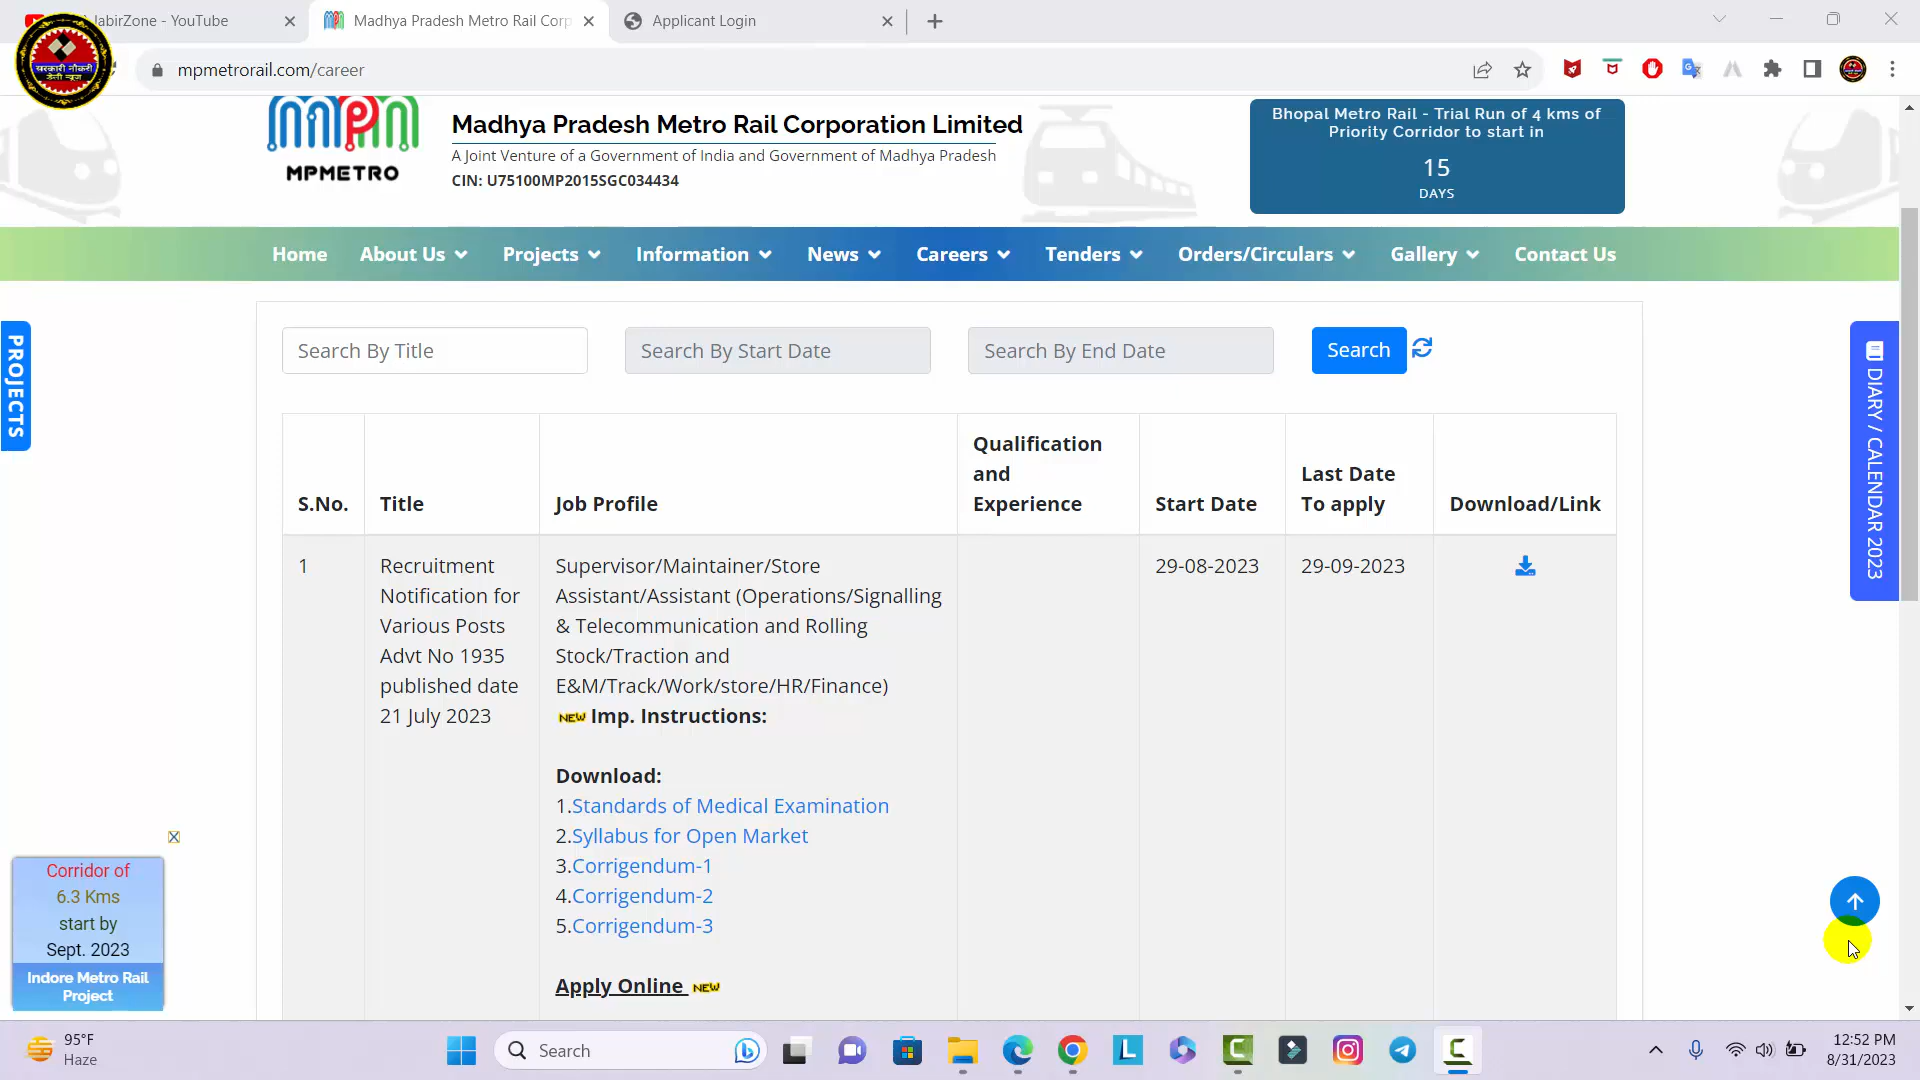 JabirZone - YouTube
Madhya Pradesh Metro Rail Corp
Applicant Login
सरकारी नौकरी
डेली न्यूज
mpmetrorail.com/career
MPMETRO
Madhya Pradesh Metro Rail Corporation Limited
A Joint Venture of a Government of India and Government of Madhya Pradesh
CIN: U75100MP2015SGC034434
Bhopal Metro Rail - Trial Run of 4 kms of
Priority Corridor to start in
15
DAYS
Home About Us Projects Information News Careers Tenders Orders/Circulars Gallery Contact Us
PROJECTS
DIARY / CALENDAR 2023
Search By Title Search By Start Date Search By End Date Search
S.No. Title Job Profile Qualification and Experience Start Date Last Date To apply Download/Link
1
Recruitment
Notification for
Various Posts
Advt No 1935
published date
21 July 2023
Supervisor/Maintainer/Store
Assistant/Assistant (Operations/Signalling
& Telecommunication and Rolling
Stock/Traction and
E&M/Track/Work/store/HR/Finance)
NEW Imp. Instructions:
Download:
1.Standards of Medical Examination
2.Syllabus for Open Market
3.Corrigendum-1
4.Corrigendum-2
5.Corrigendum-3
Apply Online NEW
29-08-2023
29-09-2023
Corridor of
6.3 Kms
start by
Sept. 2023
Indore Metro Rail
Project
95°F
Haze
Search
12:52 PM
8/31/2023